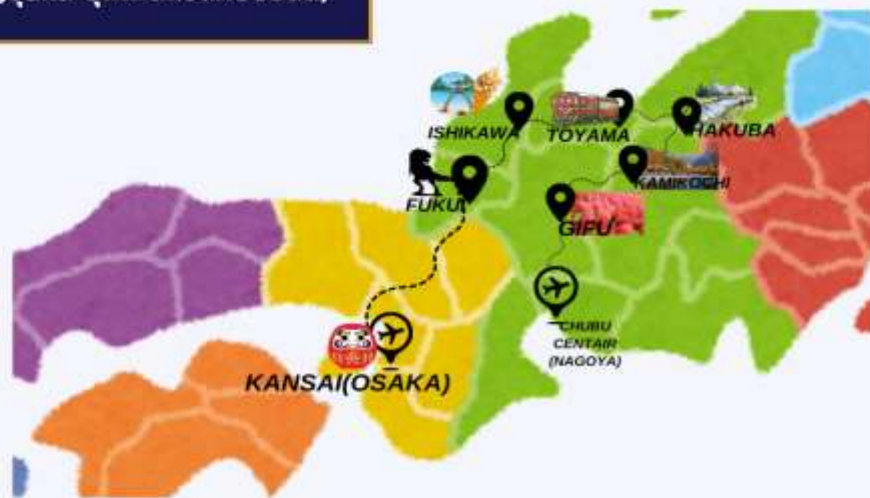 ISHIKAWA
TOYAMA
HAKUBA
KAMIKOCHI
FUKUI
GIFU
CHUBU
CENTAIR
(NAGOYA)
KANSAI(OSAKA)